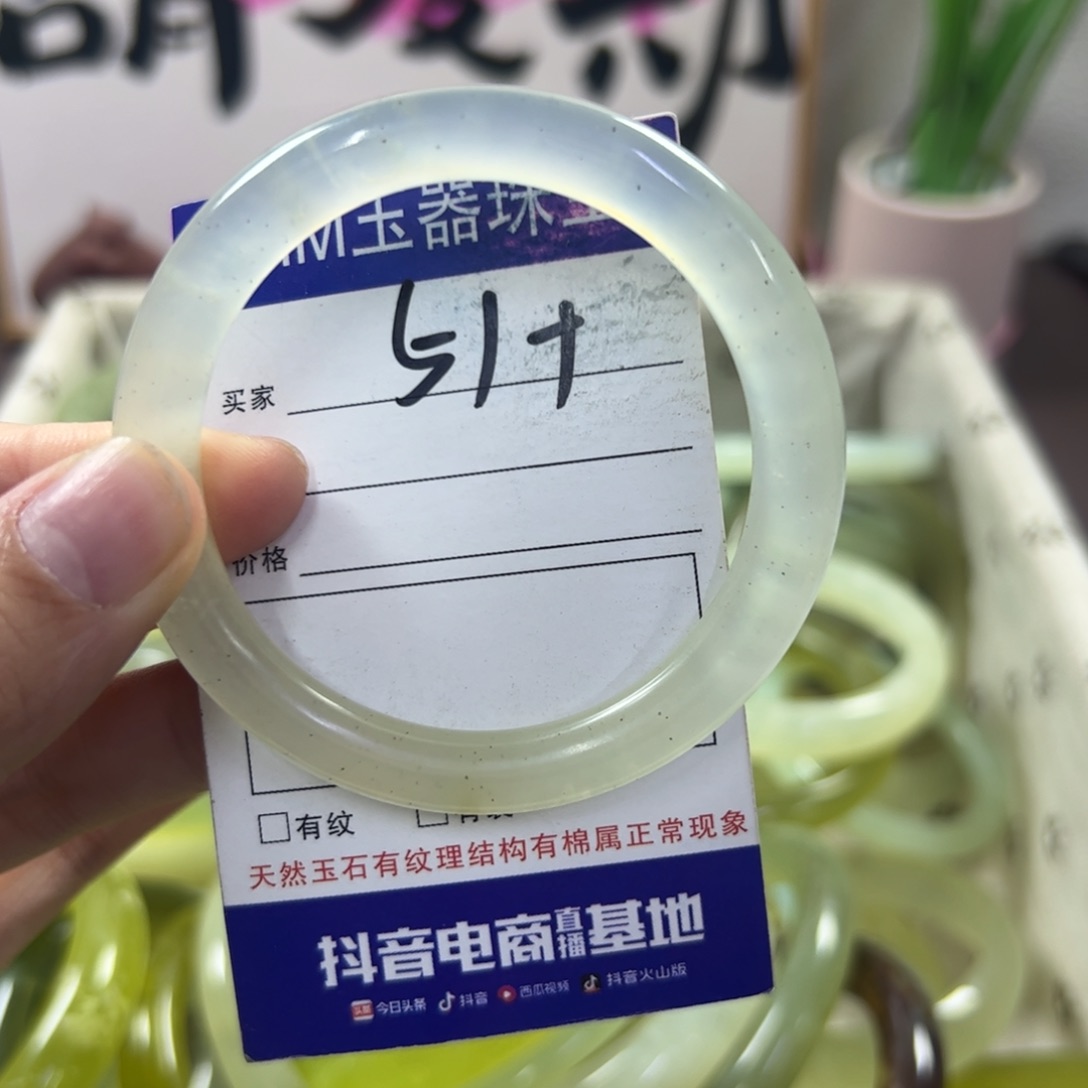 M玉器珠宝
51+
买家
价格
有纹
天然玉石有纹理结构有棉属正常现象
抖音电商直播基地
今日头条 抖音 西瓜视频 抖音火山版